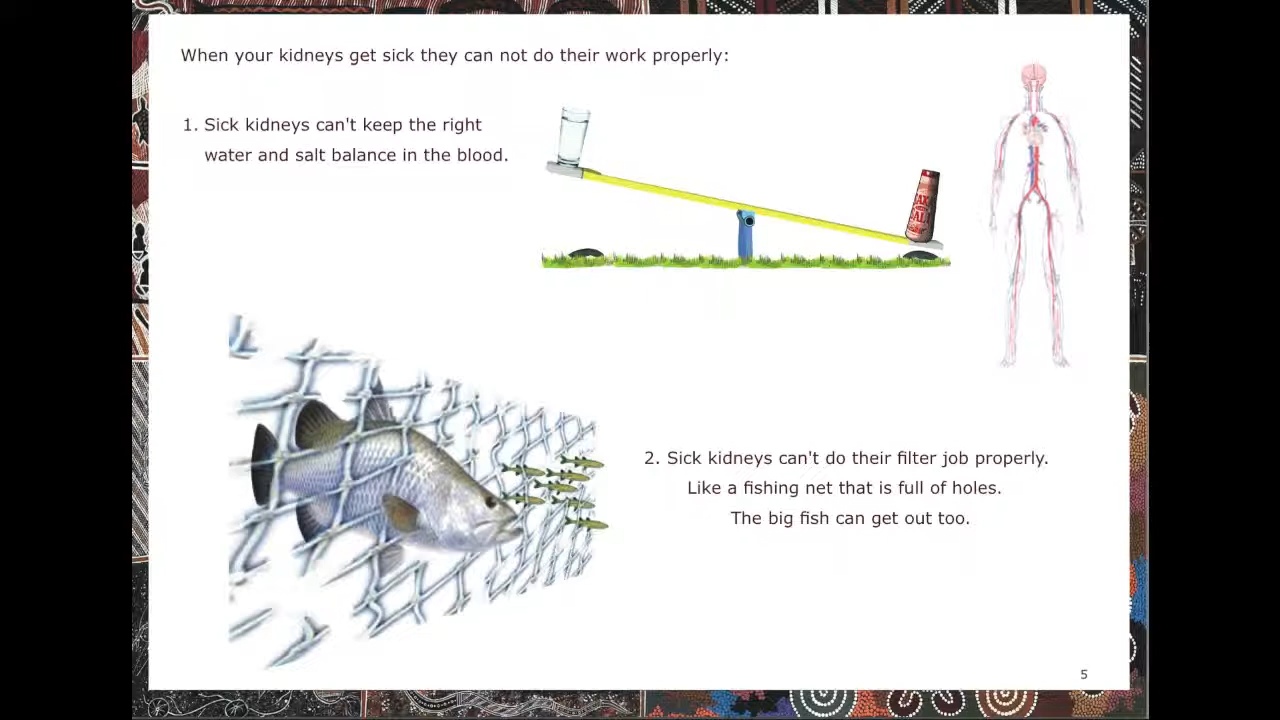 When your kidneys get sick they can not do their work properly:
1. Sick kidneys can't keep the right
water and salt balance in the blood.
2. Sick kidneys can't do their filter job properly.
Like a fishing net that is full of holes.
The big fish can get out too.
5